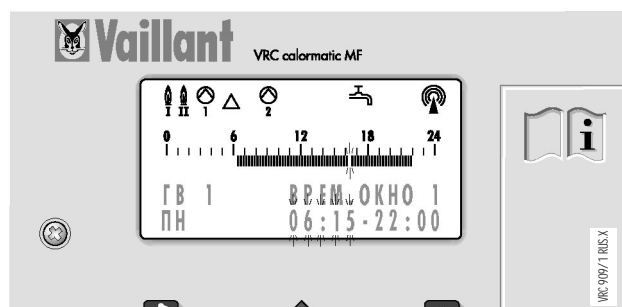 Vaillant
VRC calormatic MF
I II 1 2
0 6 12 18 24
ГВ 1 ВРЕМ.ОКНО 1
ПН 06:15-22:00
i
VRC 909/1 RUS.X